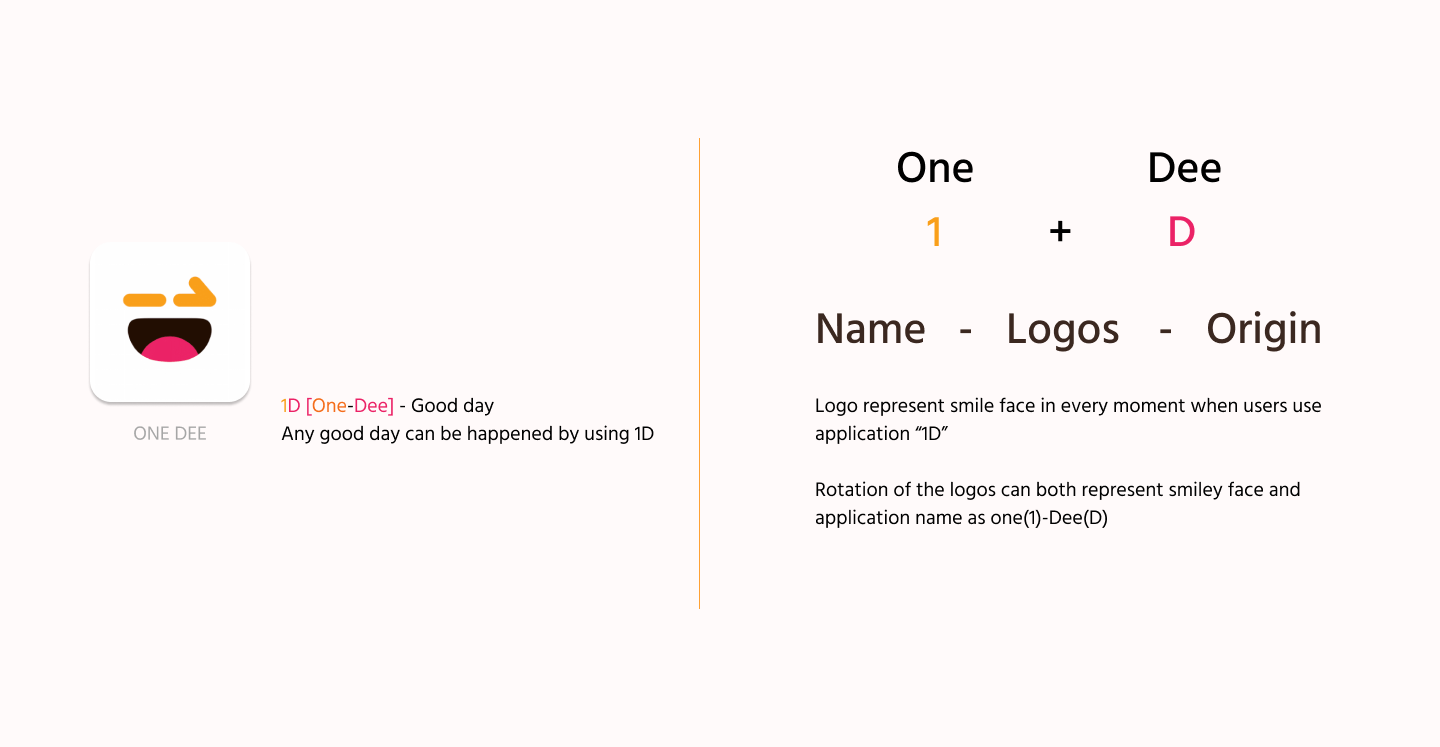 ONE DEE
1D [One-Dee] - Good day
Any good day can be happened by using 1D
One Dee
1 + D
Name - Logos - Origin
Logo represent smile face in every moment when users use
application “1D”
Rotation of the logos can both represent smiley face and
application name as one(1)-Dee(D)